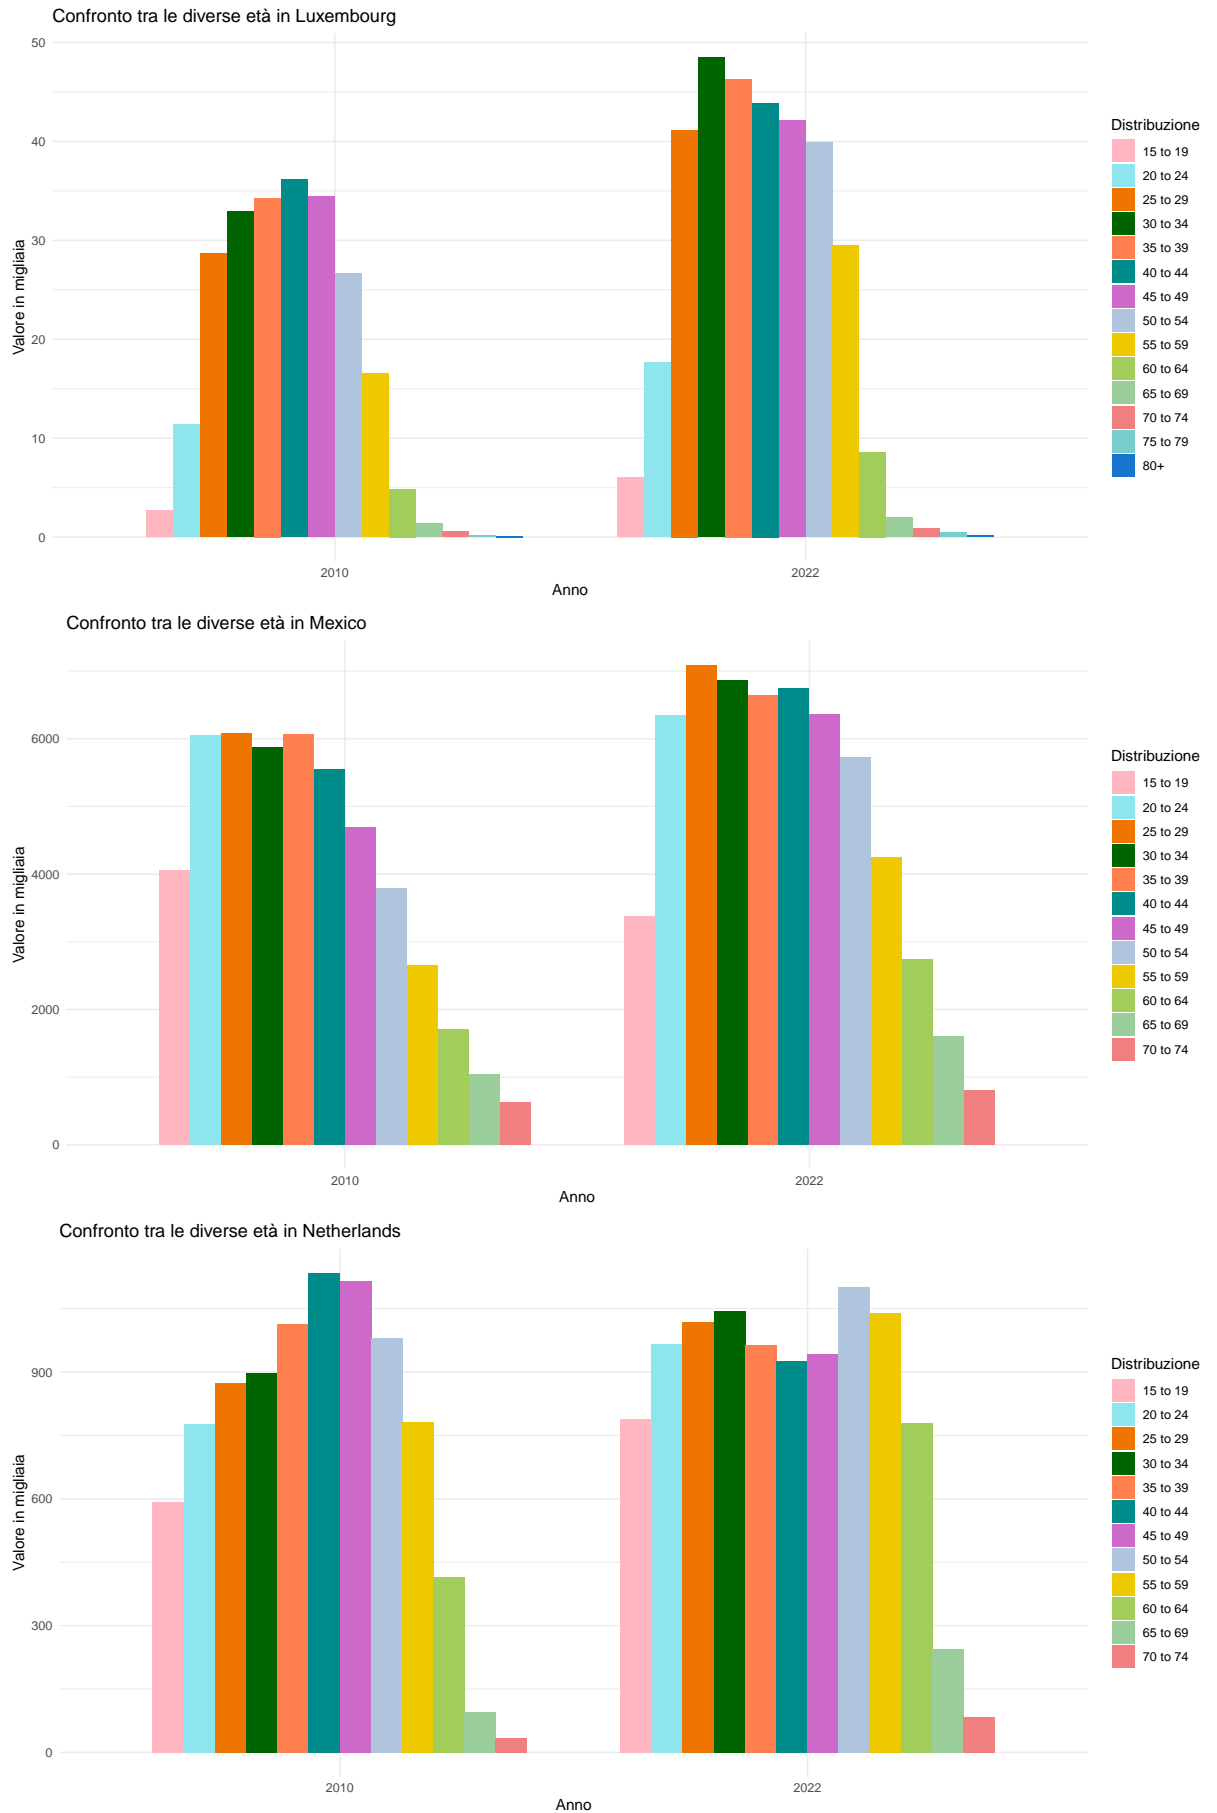 Confronto tra le diverse età in Luxembourg
50
40
30
20
10
0
Valore in migliaia
2010
2022
Anno
Distribuzione
15 to 19
20 to 24
25 to 29
30 to 34
35 to 39
40 to 44
45 to 49
50 to 54
55 to 59
60 to 64
65 to 69
70 to 74
75 to 79
80+
Confronto tra le diverse età in Mexico
6000
4000
2000
0
Valore in migliaia
2010
2022
Anno
Distribuzione
15 to 19
20 to 24
25 to 29
30 to 34
35 to 39
40 to 44
45 to 49
50 to 54
55 to 59
60 to 64
65 to 69
70 to 74
Confronto tra le diverse età in Netherlands
900
600
300
0
Valore in migliaia
2010
2022
Anno
Distribuzione
15 to 19
20 to 24
25 to 29
30 to 34
35 to 39
40 to 44
45 to 49
50 to 54
55 to 59
60 to 64
65 to 69
70 to 74